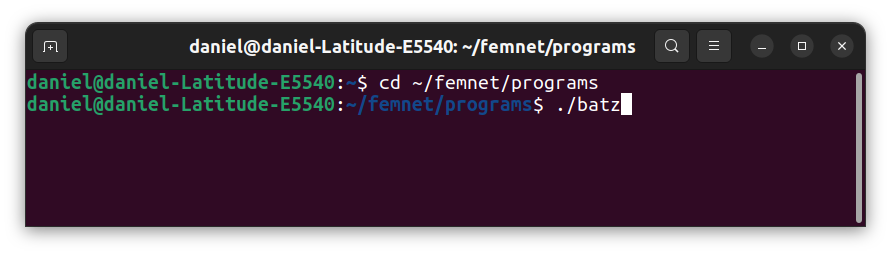 daniel@daniel-Latitude-E5540: ~/femnet/programs
daniel@daniel-Latitude-E5540:~$ cd ~/femnet/programs
daniel@daniel-Latitude-E5540:~/femnet/programs$ ./batz